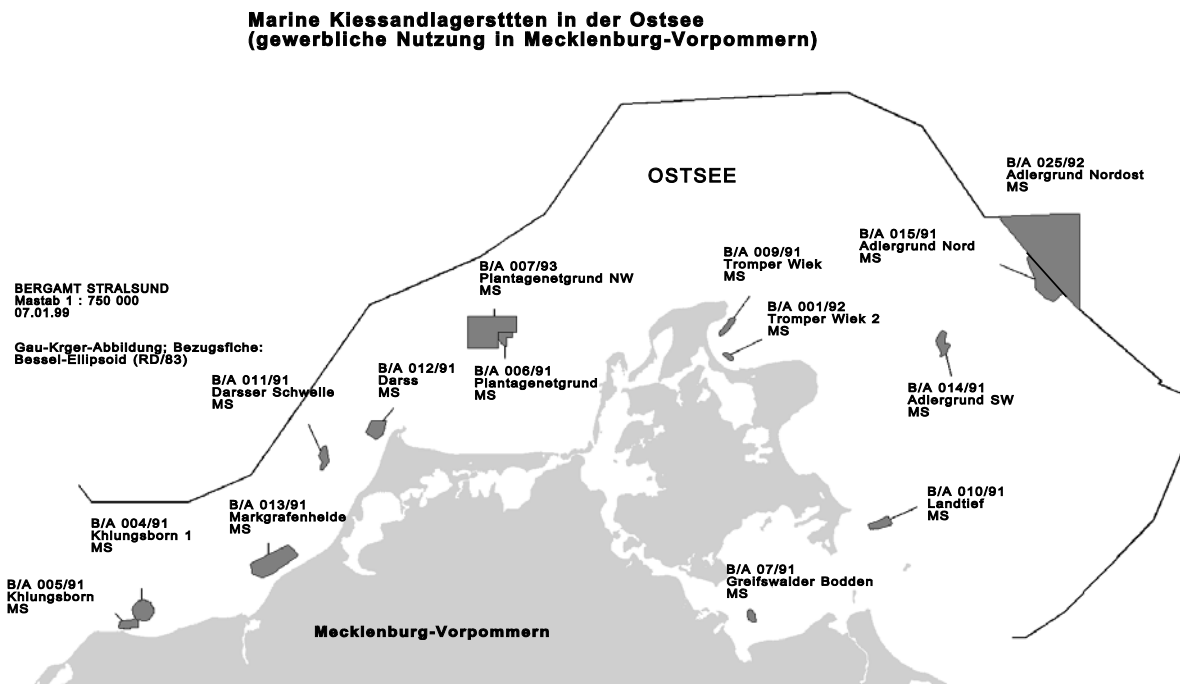 Marine Kiessandlagersttten in der Ostsee
(gewerbliche Nutzung in Mecklenburg-Vorpommern)
OSTSEE
B/A 025/92
Adlergrund Nordost
MS
B/A 015/91
Adlergrund Nord
MS
B/A 009/91
Tromper Wiek
MS
B/A 007/93
Plantagenetgrund NW
MS
BERGAMT STRALSUND
Mastab 1 : 750 000
07.01.99
B/A 001/92
Tromper Wiek 2
MS
Gau-Krger-Abbildung; Bezugsflche:
Bessel-Ellipsoid (RD/83)
B/A 011/91
Darsser Schwelle
MS
B/A 012/91
Darss
MS
B/A 006/91
Plantagenetgrund
MS
B/A 014/91
Adlergrund SW
MS
B/A 010/91
Landtief
MS
B/A 013/91
Markgrafenheide
MS
B/A 004/91
Khlungsborn 1
MS
B/A 005/91
Khlungsborn
MS
B/A 07/91
Greifswalder Bodden
MS
Mecklenburg-Vorpommern